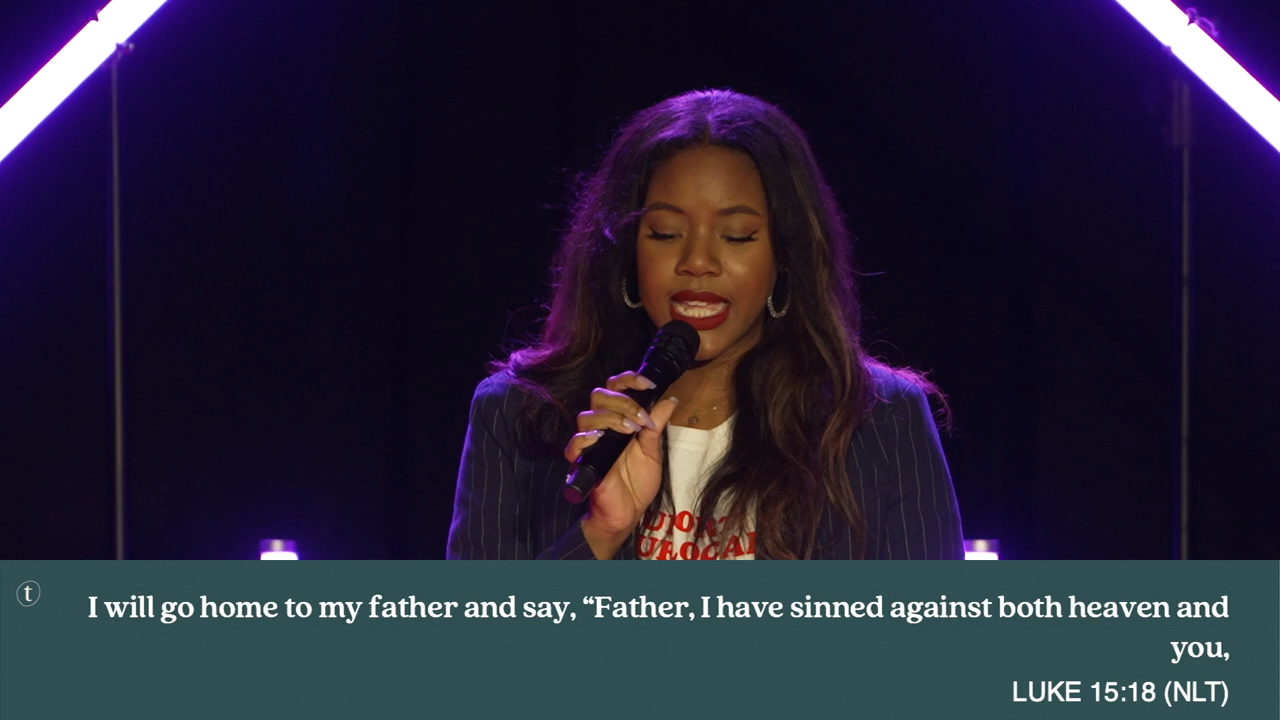 t
I will go home to my father and say, “Father, I have sinned against both heaven and
you,
LUKE 15:18 (NLT)